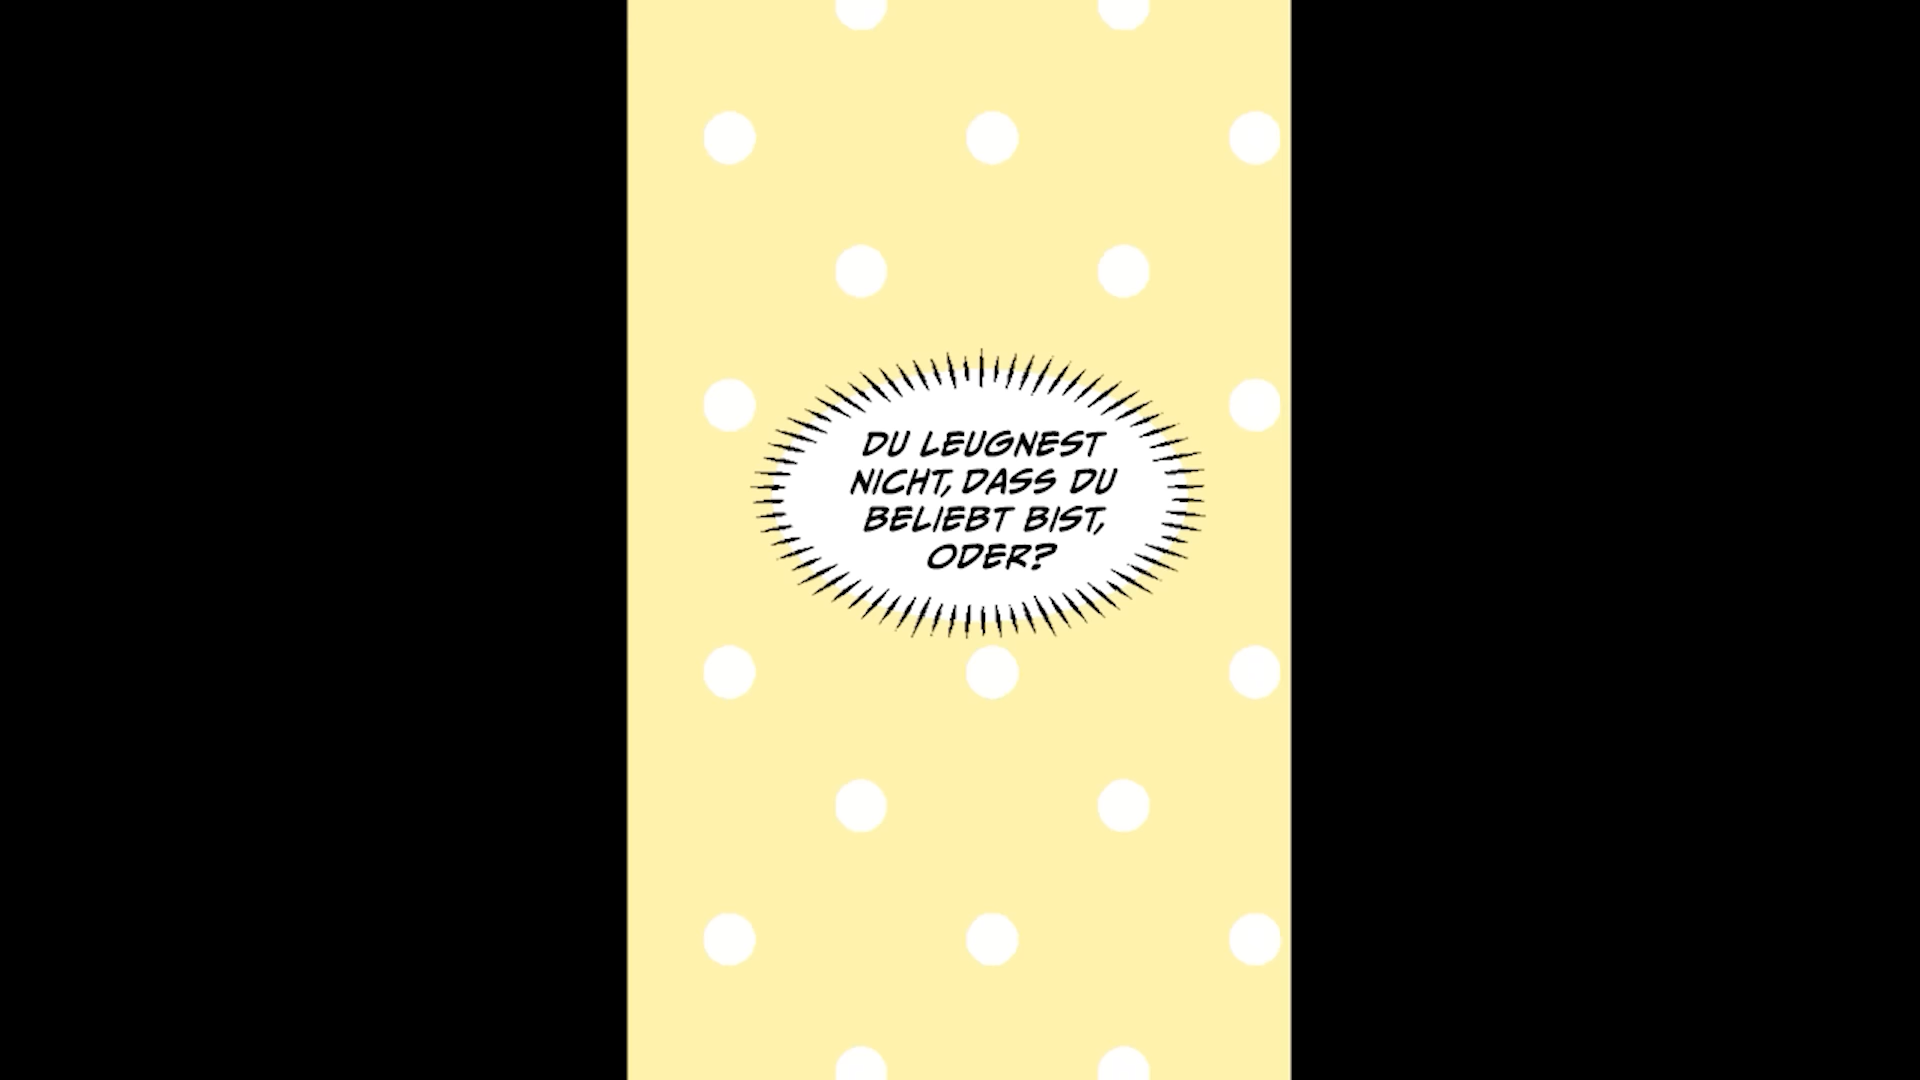 DU LEUGNEST
NICHT, DASS DU
BELIEBT BIST,
ODER?